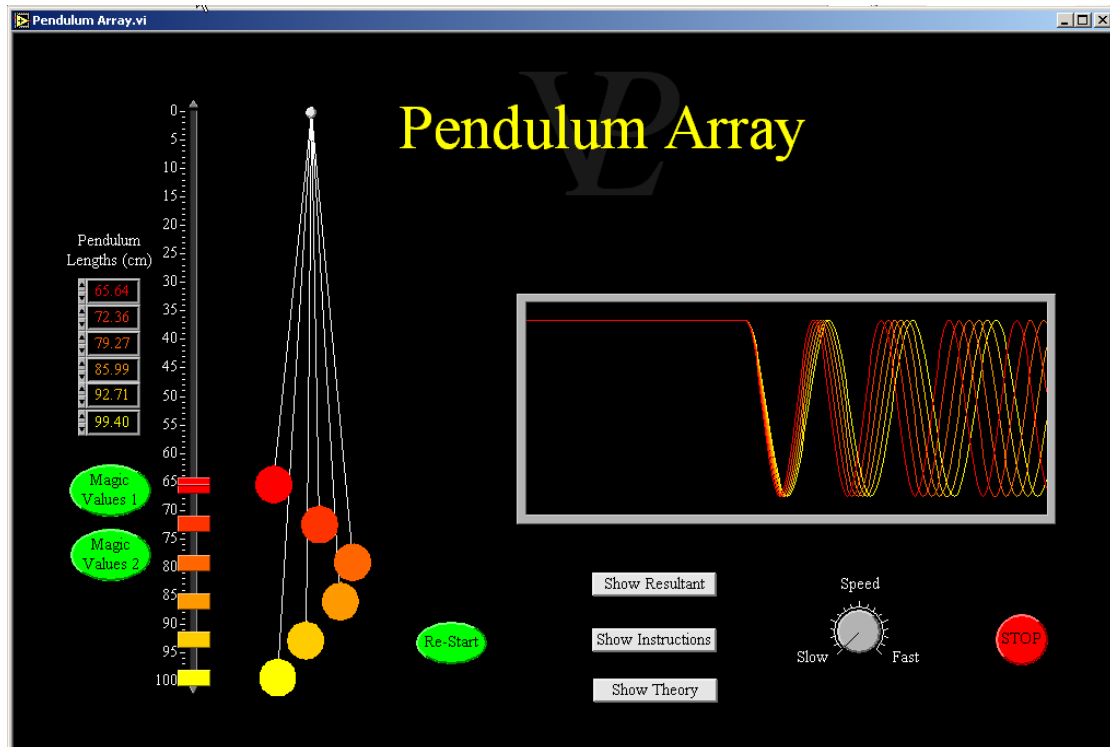 Pendulum Array.vi
Pendulum Array
VPL
0
5
10
15
20
25
30
35
40
45
50
55
60
65
70
75
80
85
90
95
100
Pendulum
Lengths (cm)
65.64
72.36
79.27
85.99
92.71
99.40
Magic
Values 1
Magic
Values 2
Re-Start
Show Resultant
Show Instructions
Show Theory
Speed
Slow
Fast
STOP